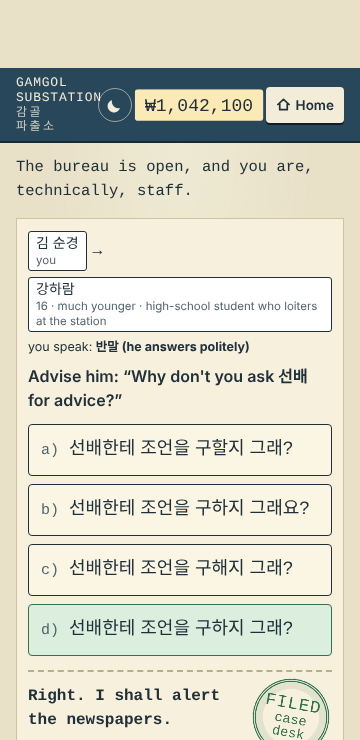 GAMGOL
SUBSTATION
감골
파출소
₩1,042,100
Home
The bureau is open, and you are,
technically, staff.
김 순경
you
→
강하람
16 · much younger · high-school student who loiters
at the station
you speak: 반말 (he answers politely)
Advise him: “Why don't you ask 선배
for advice?”
a) 선배한테 조언을 구할지 그래?
b) 선배한테 조언을 구하지 그래요?
c) 선배한테 조언을 구해지 그래?
d) 선배한테 조언을 구하지 그래?
Right. I shall alert
the newspapers.
FILED
case
desk